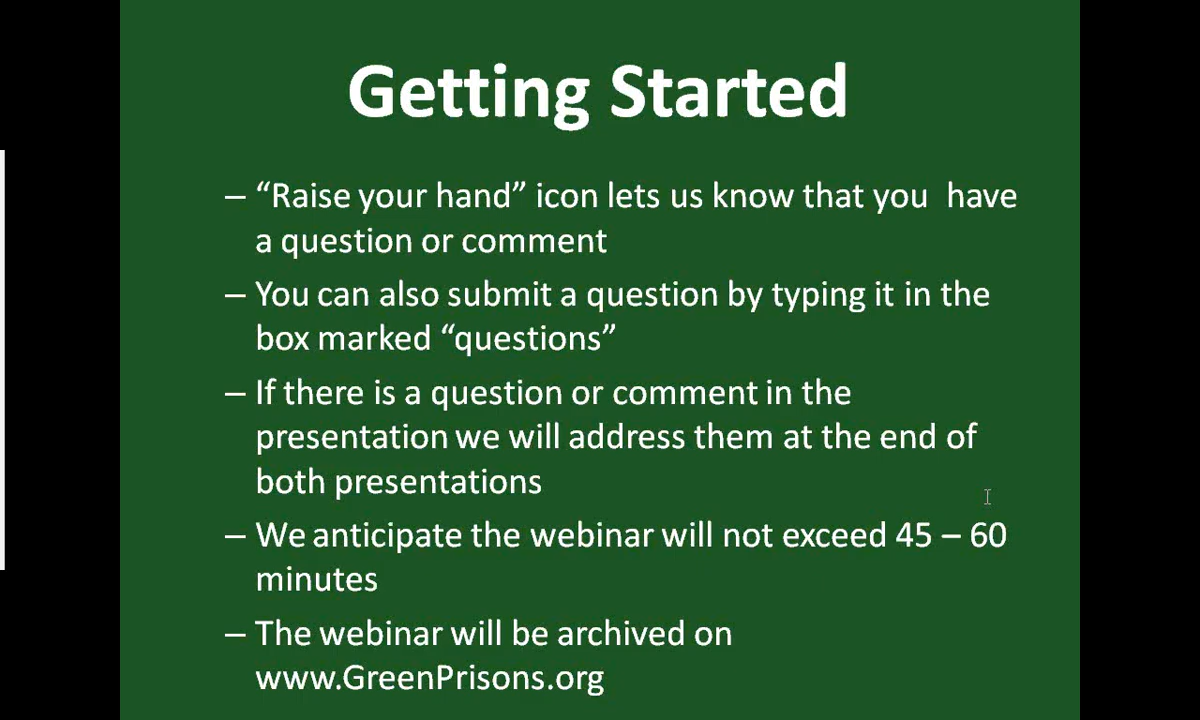 Getting Started
– “Raise your hand” icon lets us know that you  have
a question or comment
– You can also submit a question by typing it in the
box marked “questions”
– If there is a question or comment in the
presentation we will address them at the end of
both presentations
– We anticipate the webinar will not exceed 45 – 60
minutes
– The webinar will be archived on
www.GreenPrisons.org